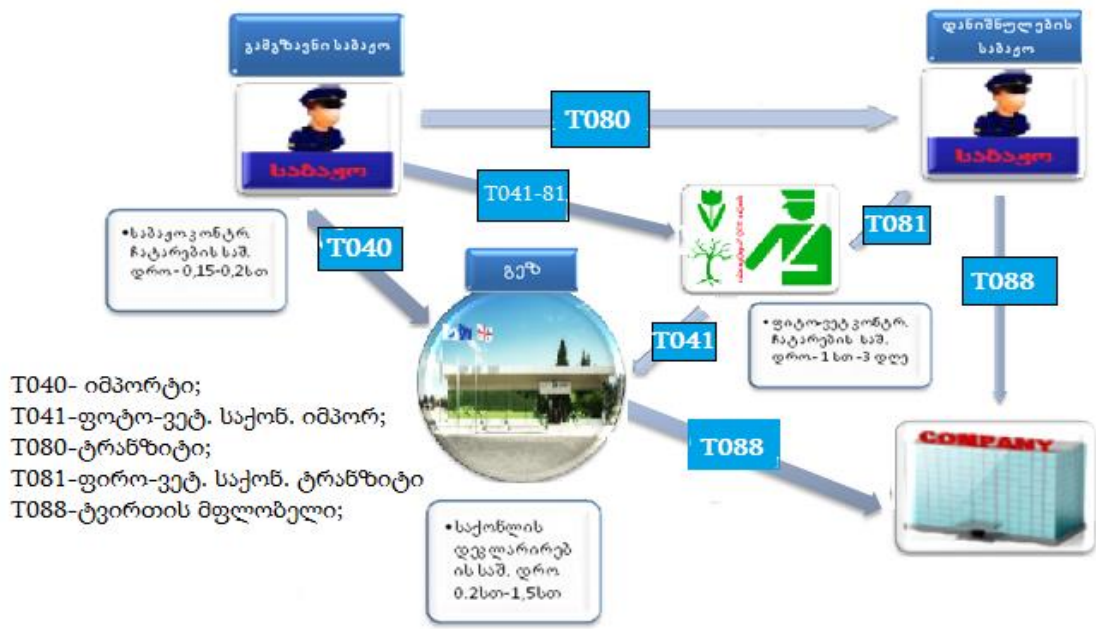 გამგზავნი საბაჟო
დანიშნულების
საბაჟო
საბაჟო
T080
საბაჟო
T041-81
T081
•საბაჟო კონტრ.
ჩატარების საშ.
დრო- 0,15-0,2სთ
T040
გეზ
T088
T041
•ფიტო-ვეტ კონტრ.
ჩატარების საშ.
დრო- 1 სთ -3 დღე
T040- იმპორტი;
T041-ფოტო-ვეტ. საქონ. იმპორ;
T080-ტრანზიტი;
T081-ფირო-ვეტ. საქონ. ტრანზიტი
T088-ტვირთის მფლობელი;
T088
COMPANY
•საქონლის
დეკლარირებ
ის საშ. დრო
0.2სთ-1,5სთ